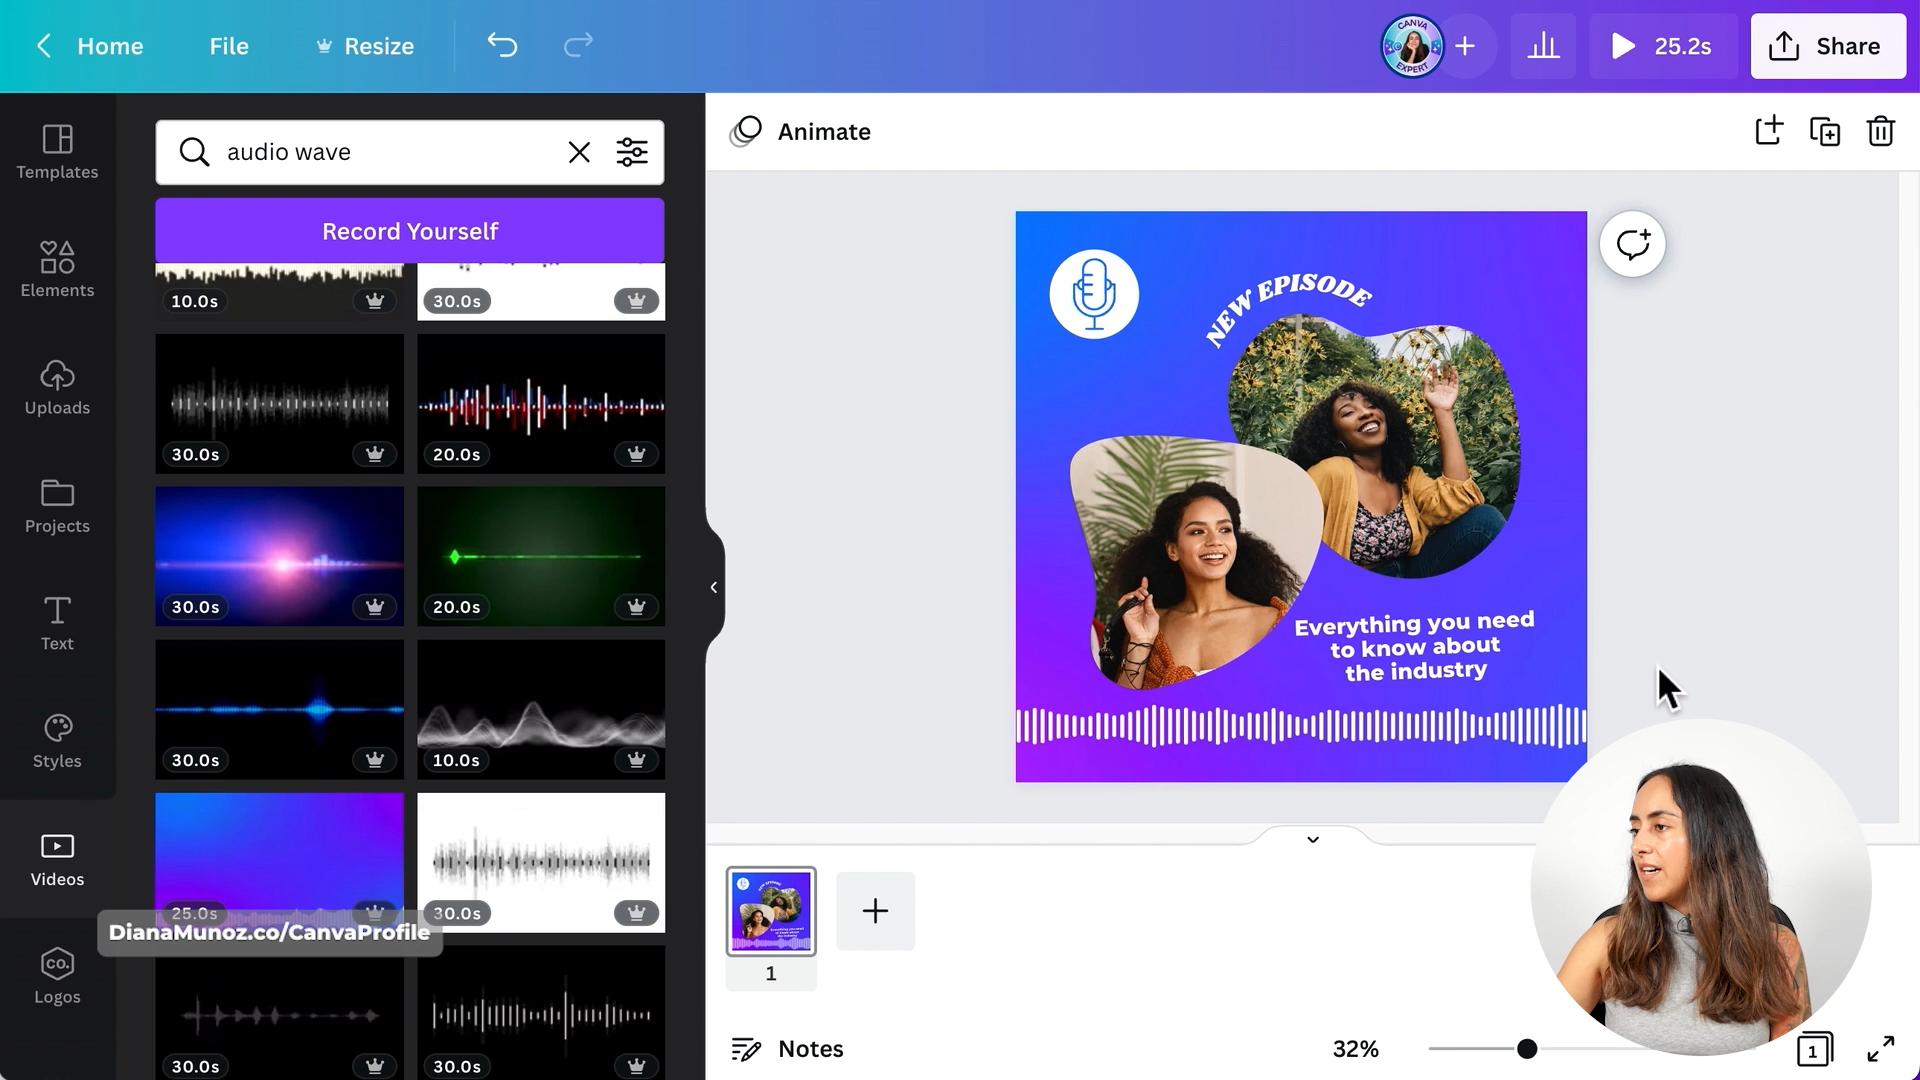 Home
File
Resize
CANVA
EXPERT
25.2s
Share
Templates
Elements
Uploads
Projects
Text
Styles
Videos
CO.
Logos
audio wave
Record Yourself
10.0s
30.0s
30.0s
20.0s
30.0s
20.0s
30.0s
10.0s
25.0s
30.0s
30.0s
30.0s
DianaMunoz.co/CanvaProfile
Animate
NEW EPISODE
Everything you need
to know about
the industry
1
Notes
32%
1